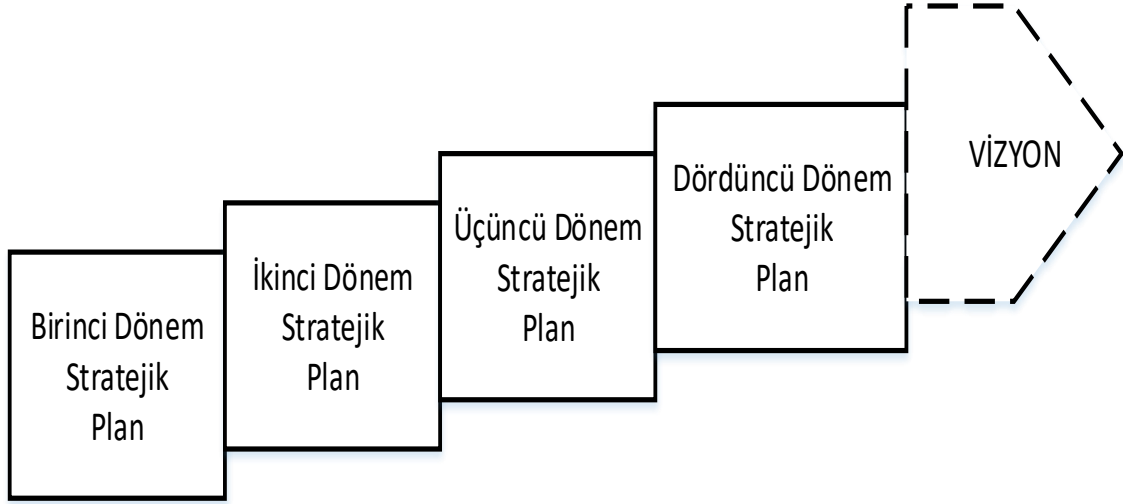 Birinci Dönem
Stratejik
Plan
İkinci Dönem
Stratejik
Plan
Üçüncü Dönem
Stratejik
Plan
Dördüncü Dönem
Stratejik
Plan
VİZYON